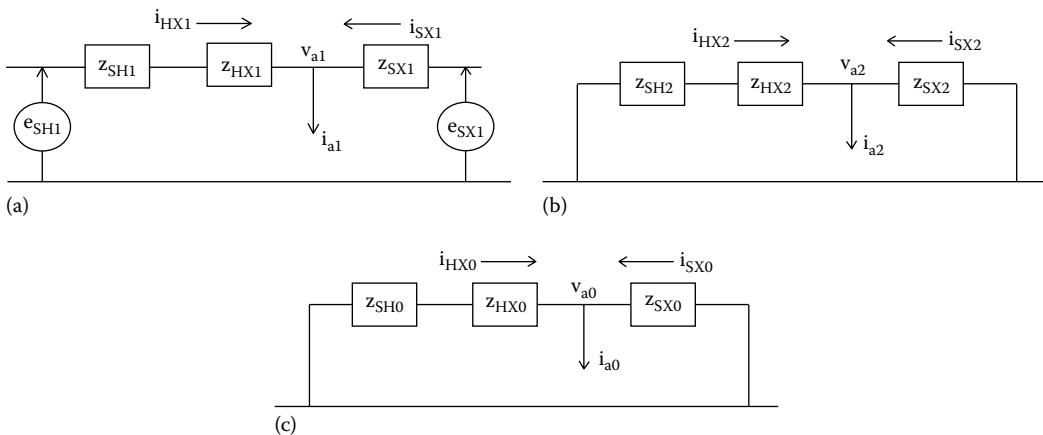 i_HX1
i_SX1
v_a1
z_SH1
z_HX1
z_SX1
e_SH1
e_SX1
i_a1
(a)
i_HX2
i_SX2
v_a2
z_SH2
z_HX2
z_SX2
i_a2
(b)
i_HX0
i_SX0
v_a0
z_SH0
z_HX0
z_SX0
i_a0
(c)